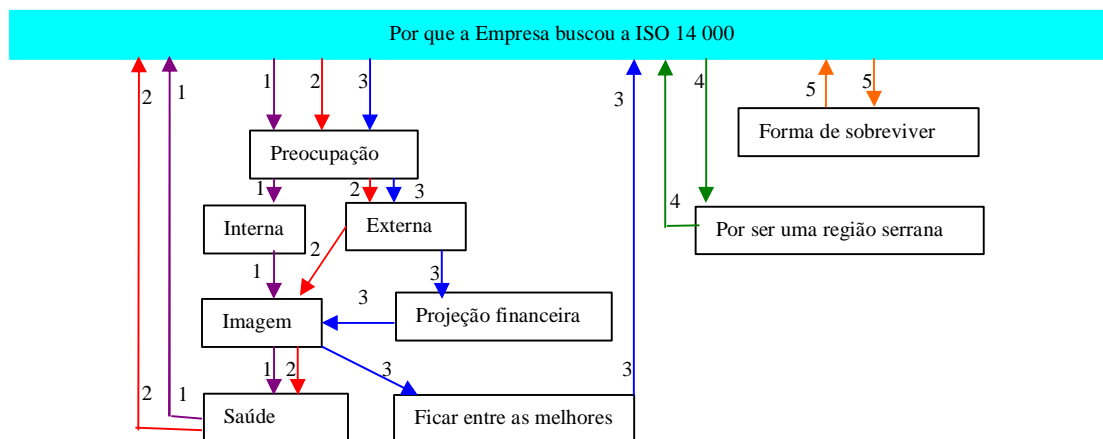 Por que a Empresa buscou a ISO 14 000
2
1
1
2
3
3
4
5
5
Forma de sobreviver
Preocupação
1
2
3
4
Interna
Externa
Por ser uma região serrana
2
1
3
3
Imagem
Projeção financeira
1
2
3
3
2
1
Saúde
Ficar entre as melhores